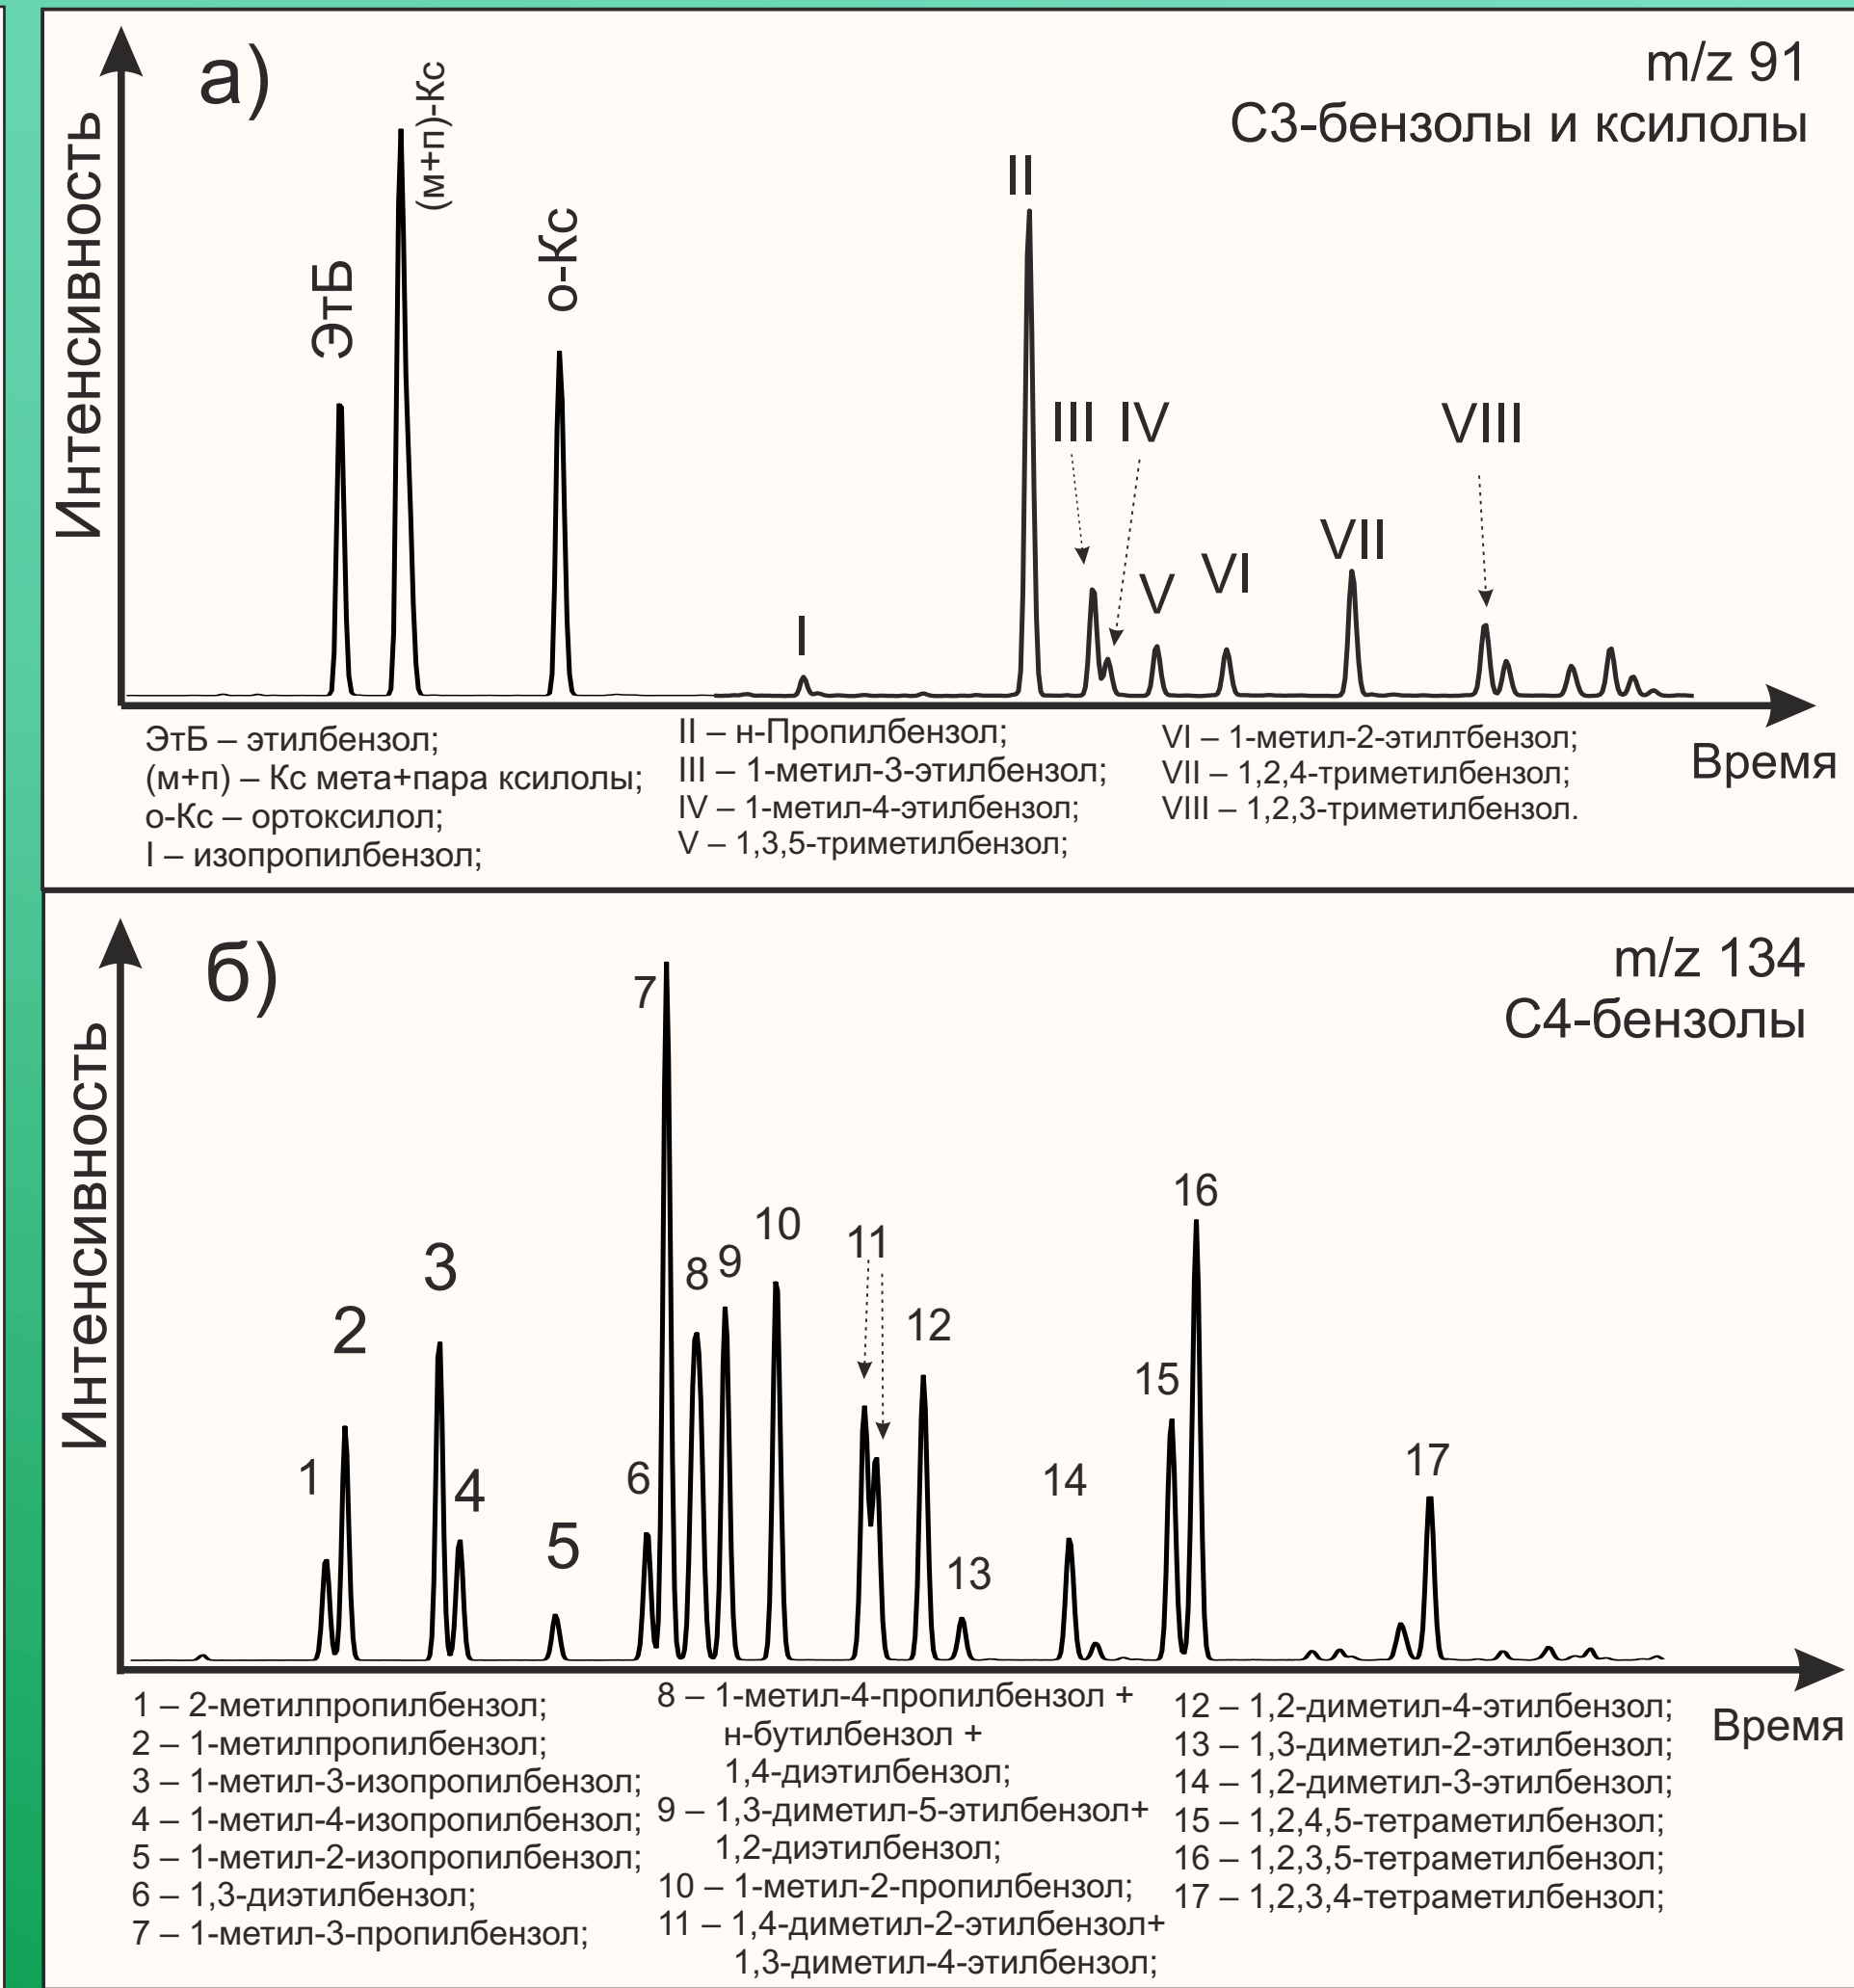 а)
m/z 91
С3-бензолы и ксилолы
Интенсивность
ЭтБ
(м+п)-Кс
о-Кс
I
II
III
IV
V
VI
VII
VIII
Время
ЭтБ – этилбензол;
(м+п) – Кс мета+пара ксилолы;
о-Кс – ортоксилол;
I – изопропилбензол;
II – н-Пропилбензол;
III – 1-метил-3-этилбензол;
IV – 1-метил-4-этилбензол;
V – 1,3,5-триметилбензол;
VI – 1-метил-2-этилтбензол;
VII – 1,2,4-триметилбензол;
VIII – 1,2,3-триметилбензол.
б)
m/z 134
С4-бензолы
Интенсивность
1
2
3
4
5
6
7
8
9
10
11
12
13
14
15
16
17
Время
1 – 2-метилпропилбензол;
2 – 1-метилпропилбензол;
3 – 1-метил-3-изопропилбензол;
4 – 1-метил-4-изопропилбензол;
5 – 1-метил-2-изопропилбензол;
6 – 1,3-диэтилбензол;
7 – 1-метил-3-пропилбензол;
8 – 1-метил-4-пропилбензол +
н-бутилбензол +
1,4-диэтилбензол;
9 – 1,3-диметил-5-этилбензол+
1,2-диэтилбензол;
10 – 1-метил-2-пропилбензол;
11 – 1,4-диметил-2-этилбензол+
1,3-диметил-4-этилбензол;
12 – 1,2-диметил-4-этилбензол;
13 – 1,3-диметил-2-этилбензол;
14 – 1,2-диметил-3-этилбензол;
15 – 1,2,4,5-тетраметилбензол;
16 – 1,2,3,5-тетраметилбензол;
17 – 1,2,3,4-тетраметилбензол;